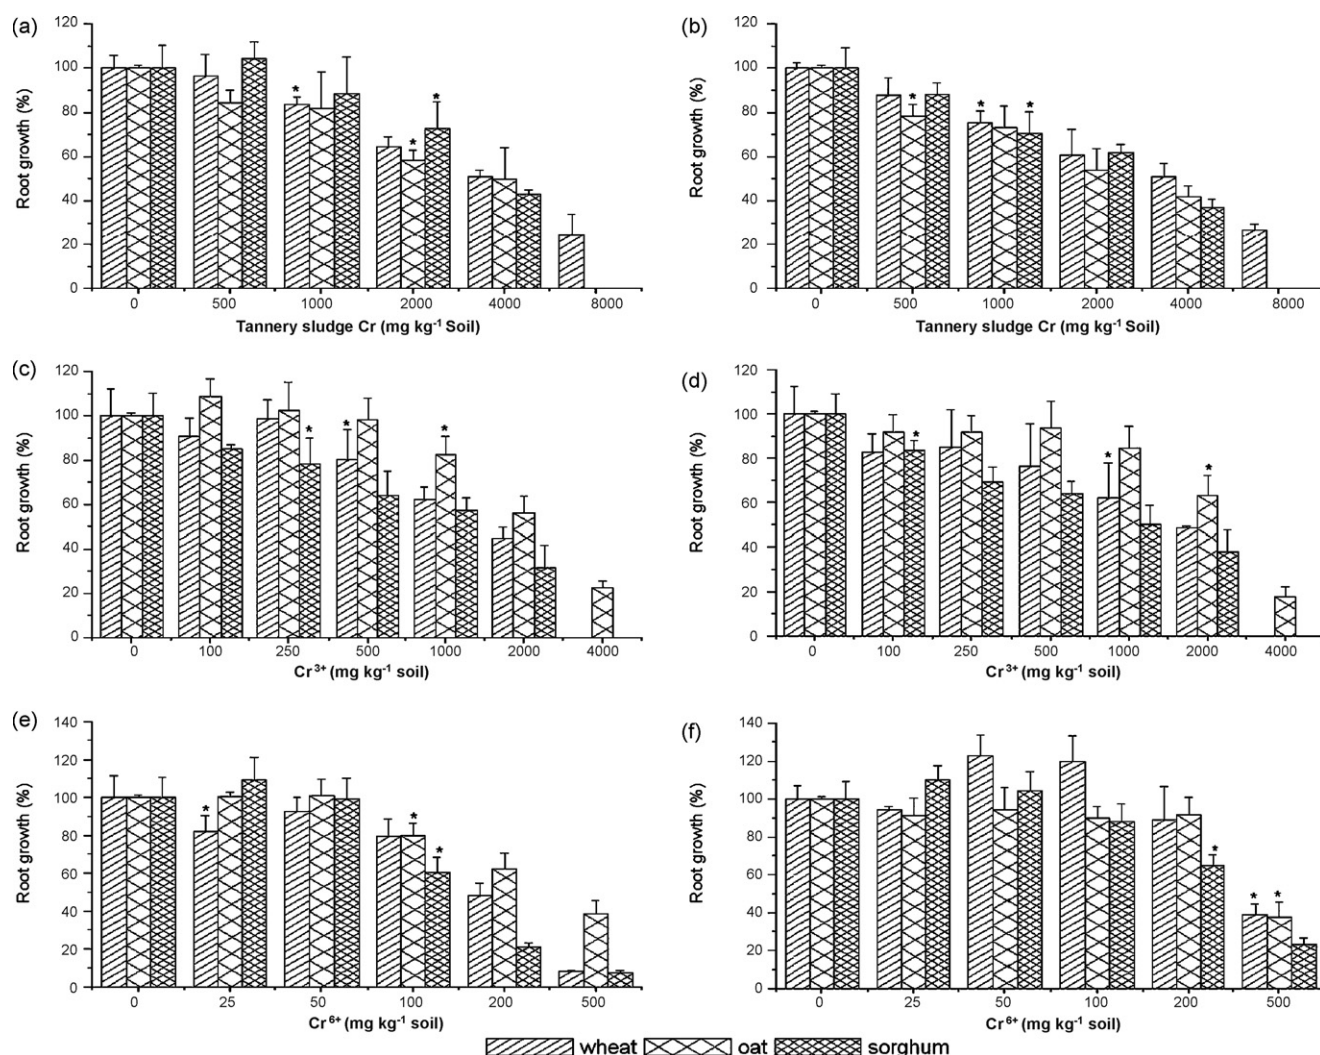 (a)
120
100
80
60
40
20
0
Root growth (%)
* * * *
0 500 1000 2000 4000 8000
Tannery sludge Cr (mg kg-1 Soil)
(b)
120
100
80
60
40
20
0
Root growth (%)
* * *
0 500 1000 2000 4000 8000
Tannery sludge Cr (mg kg-1 Soil)
(c)
120
100
80
60
40
20
0
Root growth (%)
* * *
0 100 250 500 1000 2000 4000
Cr3+ (mg kg-1 soil)
(d)
120
100
80
60
40
20
0
Root growth (%)
* * *
0 100 250 500 1000 2000 4000
Cr3+ (mg kg-1 soil)
(e)
140
120
100
80
60
40
20
0
Root growth (%)
* * *
0 25 50 100 200 500
Cr6+ (mg kg-1 soil)
(f)
140
120
100
80
60
40
20
0
Root growth (%)
* * *
0 25 50 100 200 500
Cr6+ (mg kg-1 soil)
wheat oat sorghum